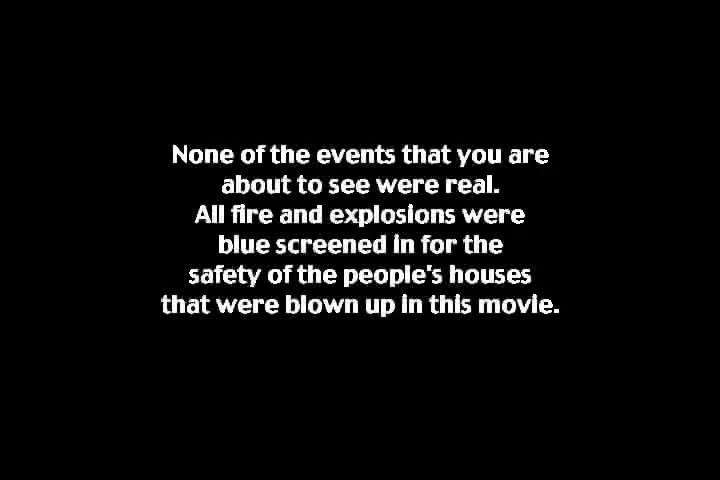 None of the events that you are
about to see were real.
All fire and explosions were
blue screened in for the
safety of the people's houses
that were blown up in this movie.